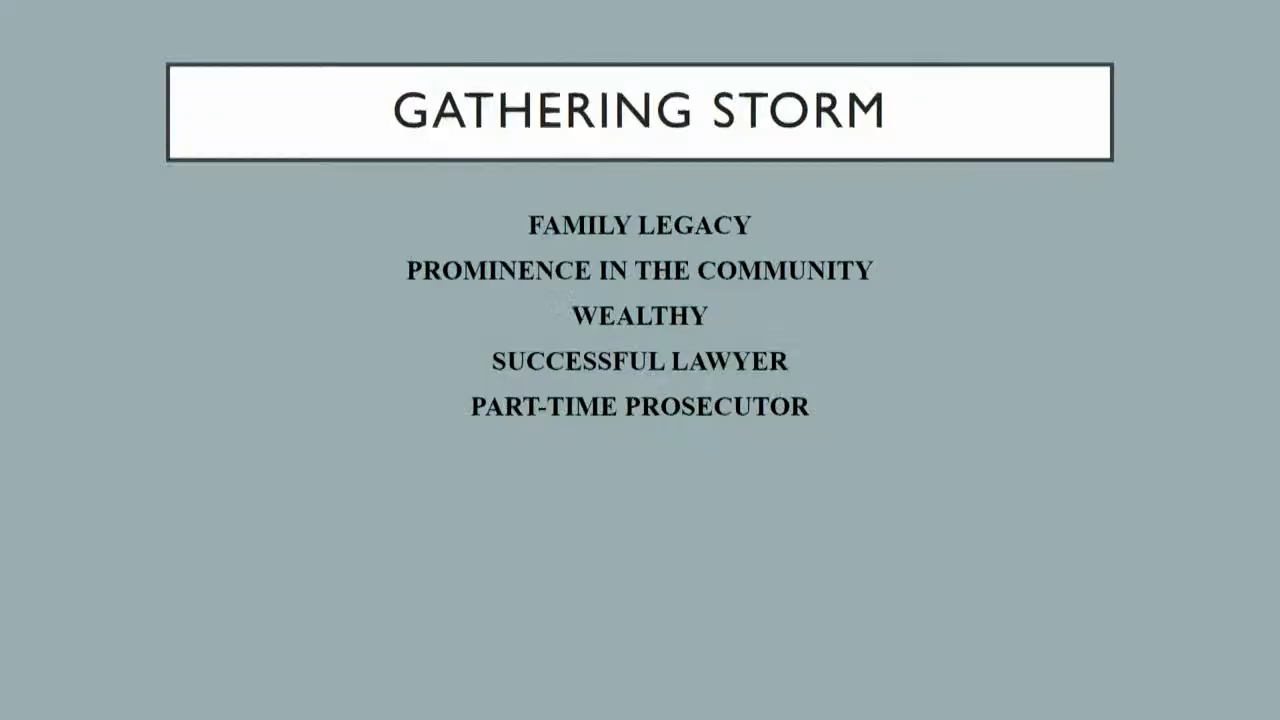 GATHERING STORM
FAMILY LEGACY
PROMINENCE IN THE COMMUNITY
WEALTHY
SUCCESSFUL LAWYER
PART-TIME PROSECUTOR